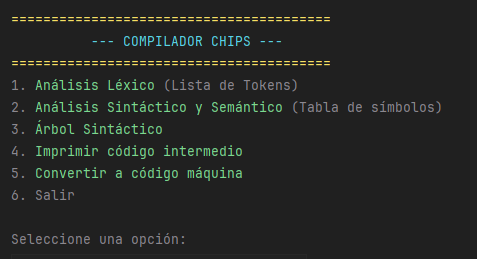 ========================================
--- COMPILADOR CHIPS ---
========================================
1. Análisis Léxico (Lista de Tokens)
2. Análisis Sintáctico y Semántico (Tabla de símbolos)
3. Árbol Sintáctico
4. Imprimir código intermedio
5. Convertir a código máquina
6. Salir
Seleccione una opción: